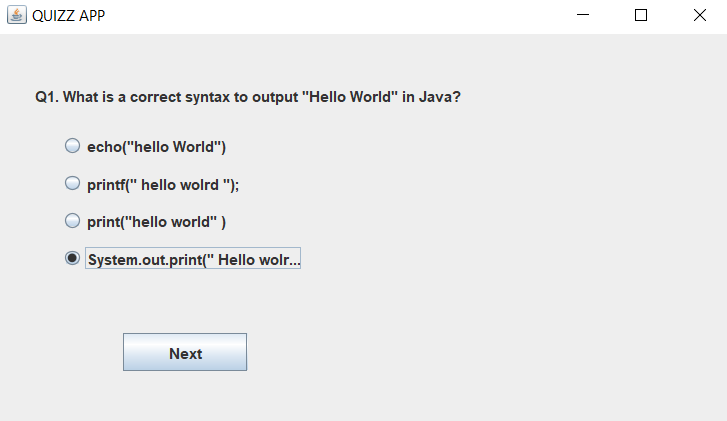 QUIZZ APP
Q1. What is a correct syntax to output "Hello World" in Java?
echo("hello World")
printf(" hello wolrd ");
print("hello world" )
System.out.print(" Hello wolr...
Next